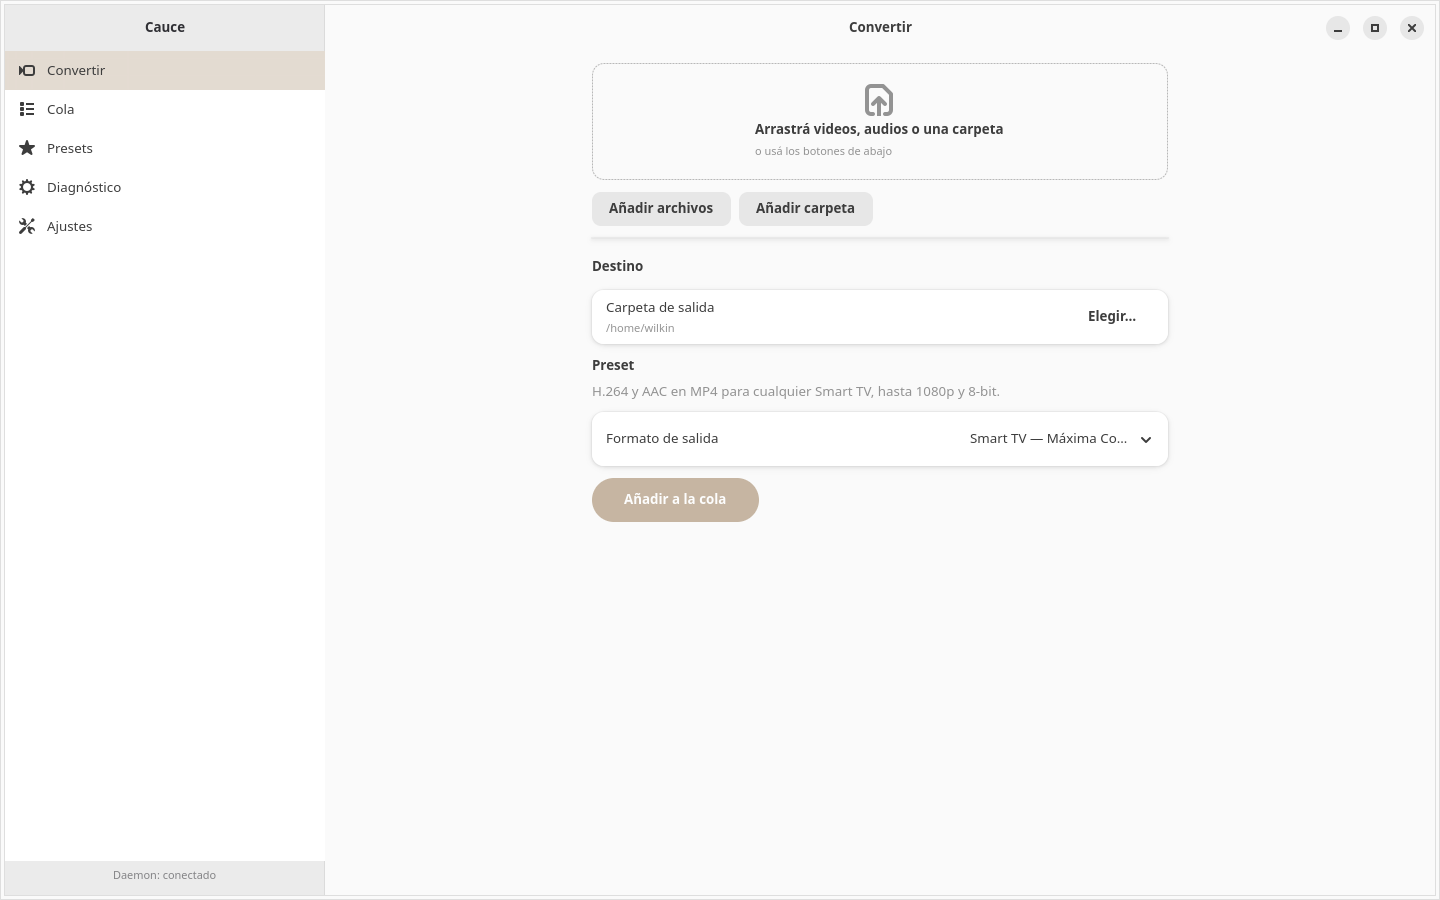 Cauce
Convertir
Convertir
Cola
Presets
Diagnóstico
Ajustes
Daemon: conectado
Arrastrá videos, audios o una carpeta
o usá los botones de abajo
Añadir archivos
Añadir carpeta
Destino
Carpeta de salida
/home/wilkin
Elegir...
Preset
H.264 y AAC en MP4 para cualquier Smart TV, hasta 1080p y 8-bit.
Formato de salida
Smart TV — Máxima Co...
Añadir a la cola